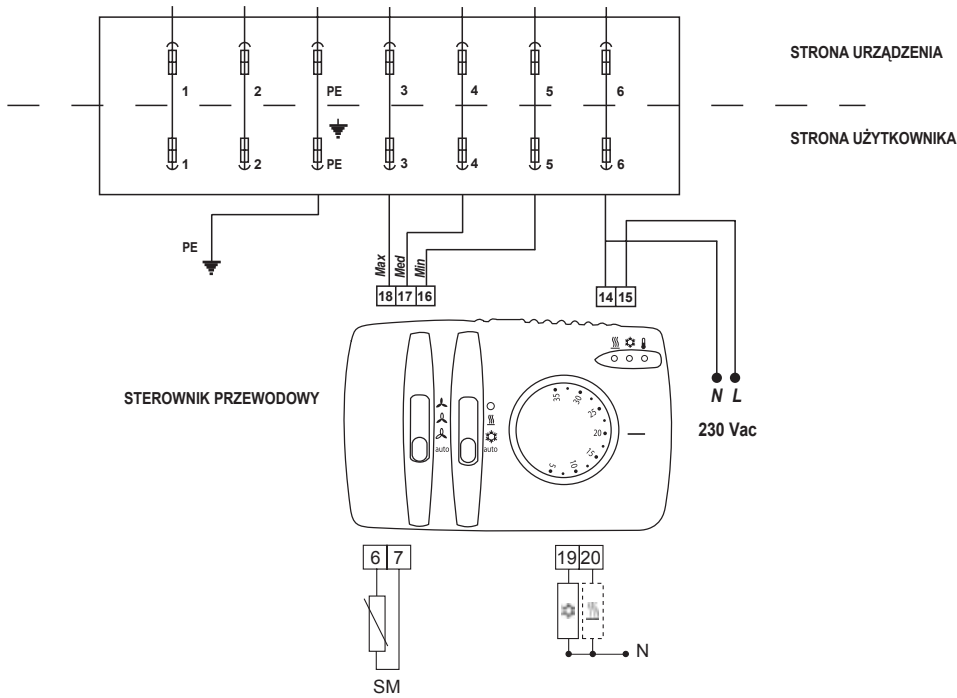 STRONA URZĄDZENIA
1 2 PE 3 4 5 6
STRONA UŻYTKOWNIKA
1 2 PE 3 4 5 6
PE
Max Med Min
18 17 16
14 15
STEROWNIK PRZEWODOWY
auto
auto
35 30 25 20 15 10 5
N L
230 Vac
6 7
19 20
N
SM